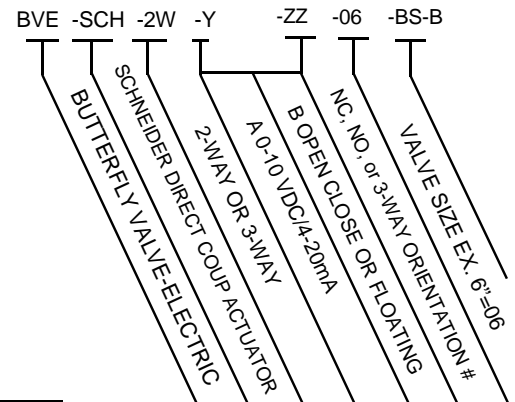 BVE -SCH -2W -Y -ZZ -06 -BS-B
BUTTERFLY VALVE-ELECTRIC
SCHNEIDER DIRECT COUP ACTUATOR
2-WAY OR 3-WAY
A 0-10 VDC/4-20mA
B OPEN CLOSE OR FLOATING
NC, NO, or 3-WAY ORIENTATION #
VALVE SIZE EX. 6"=06